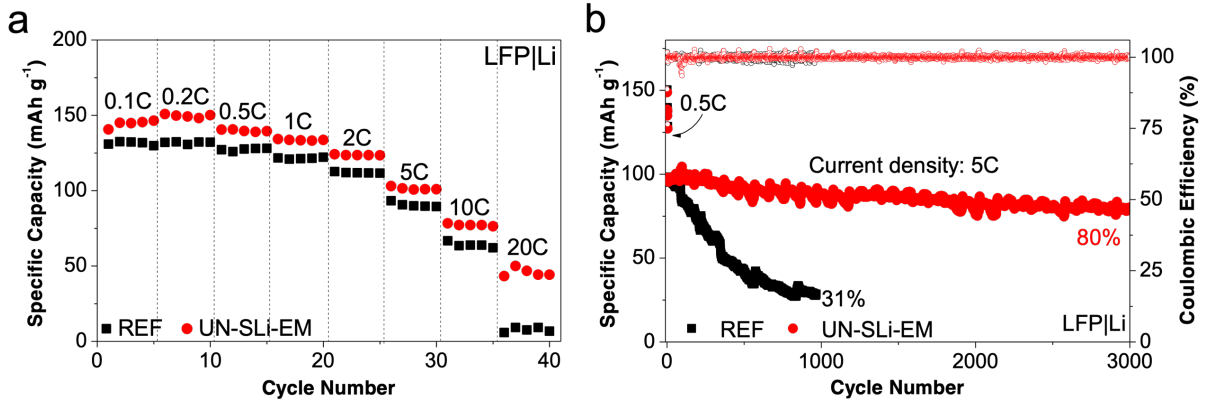 a
200
150
100
50
0
Specific Capacity (mAh g⁻¹)
LFP|Li
0.1C
0.2C
0.5C
1C
2C
5C
10C
20C
REF
UN-SLi-EM
0
10
20
30
40
Cycle Number
b
150
100
50
0
Specific Capacity (mAh g⁻¹)
0.5C
Current density: 5C
80%
31%
REF
UN-SLi-EM
LFP|Li
100
75
50
25
0
Coulombic Efficiency (%)
0
1000
2000
3000
Cycle Number